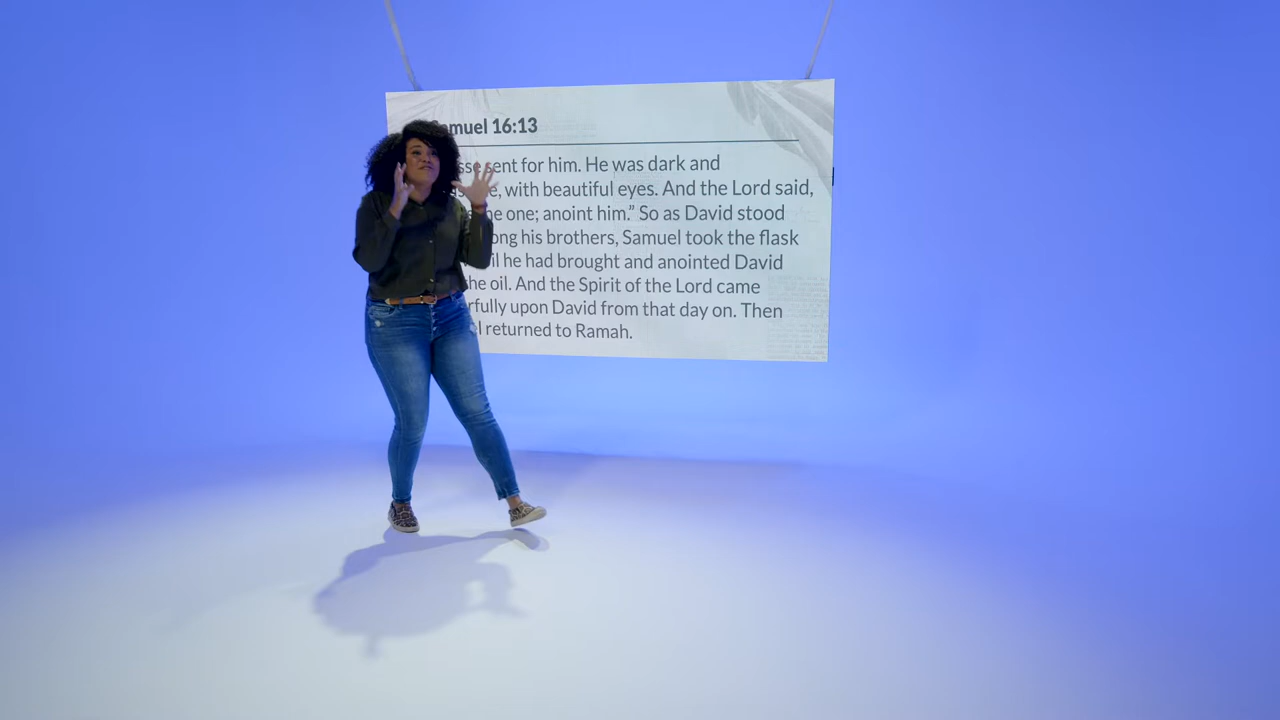 Samuel 16:13
sent for him. He was dark and
with beautiful eyes. And the Lord said,
one; anoint him.” So as David stood
his brothers, Samuel took the flask
he had brought and anointed David
the oil. And the Spirit of the Lord came
upon David from that day on. Then
returned to Ramah.